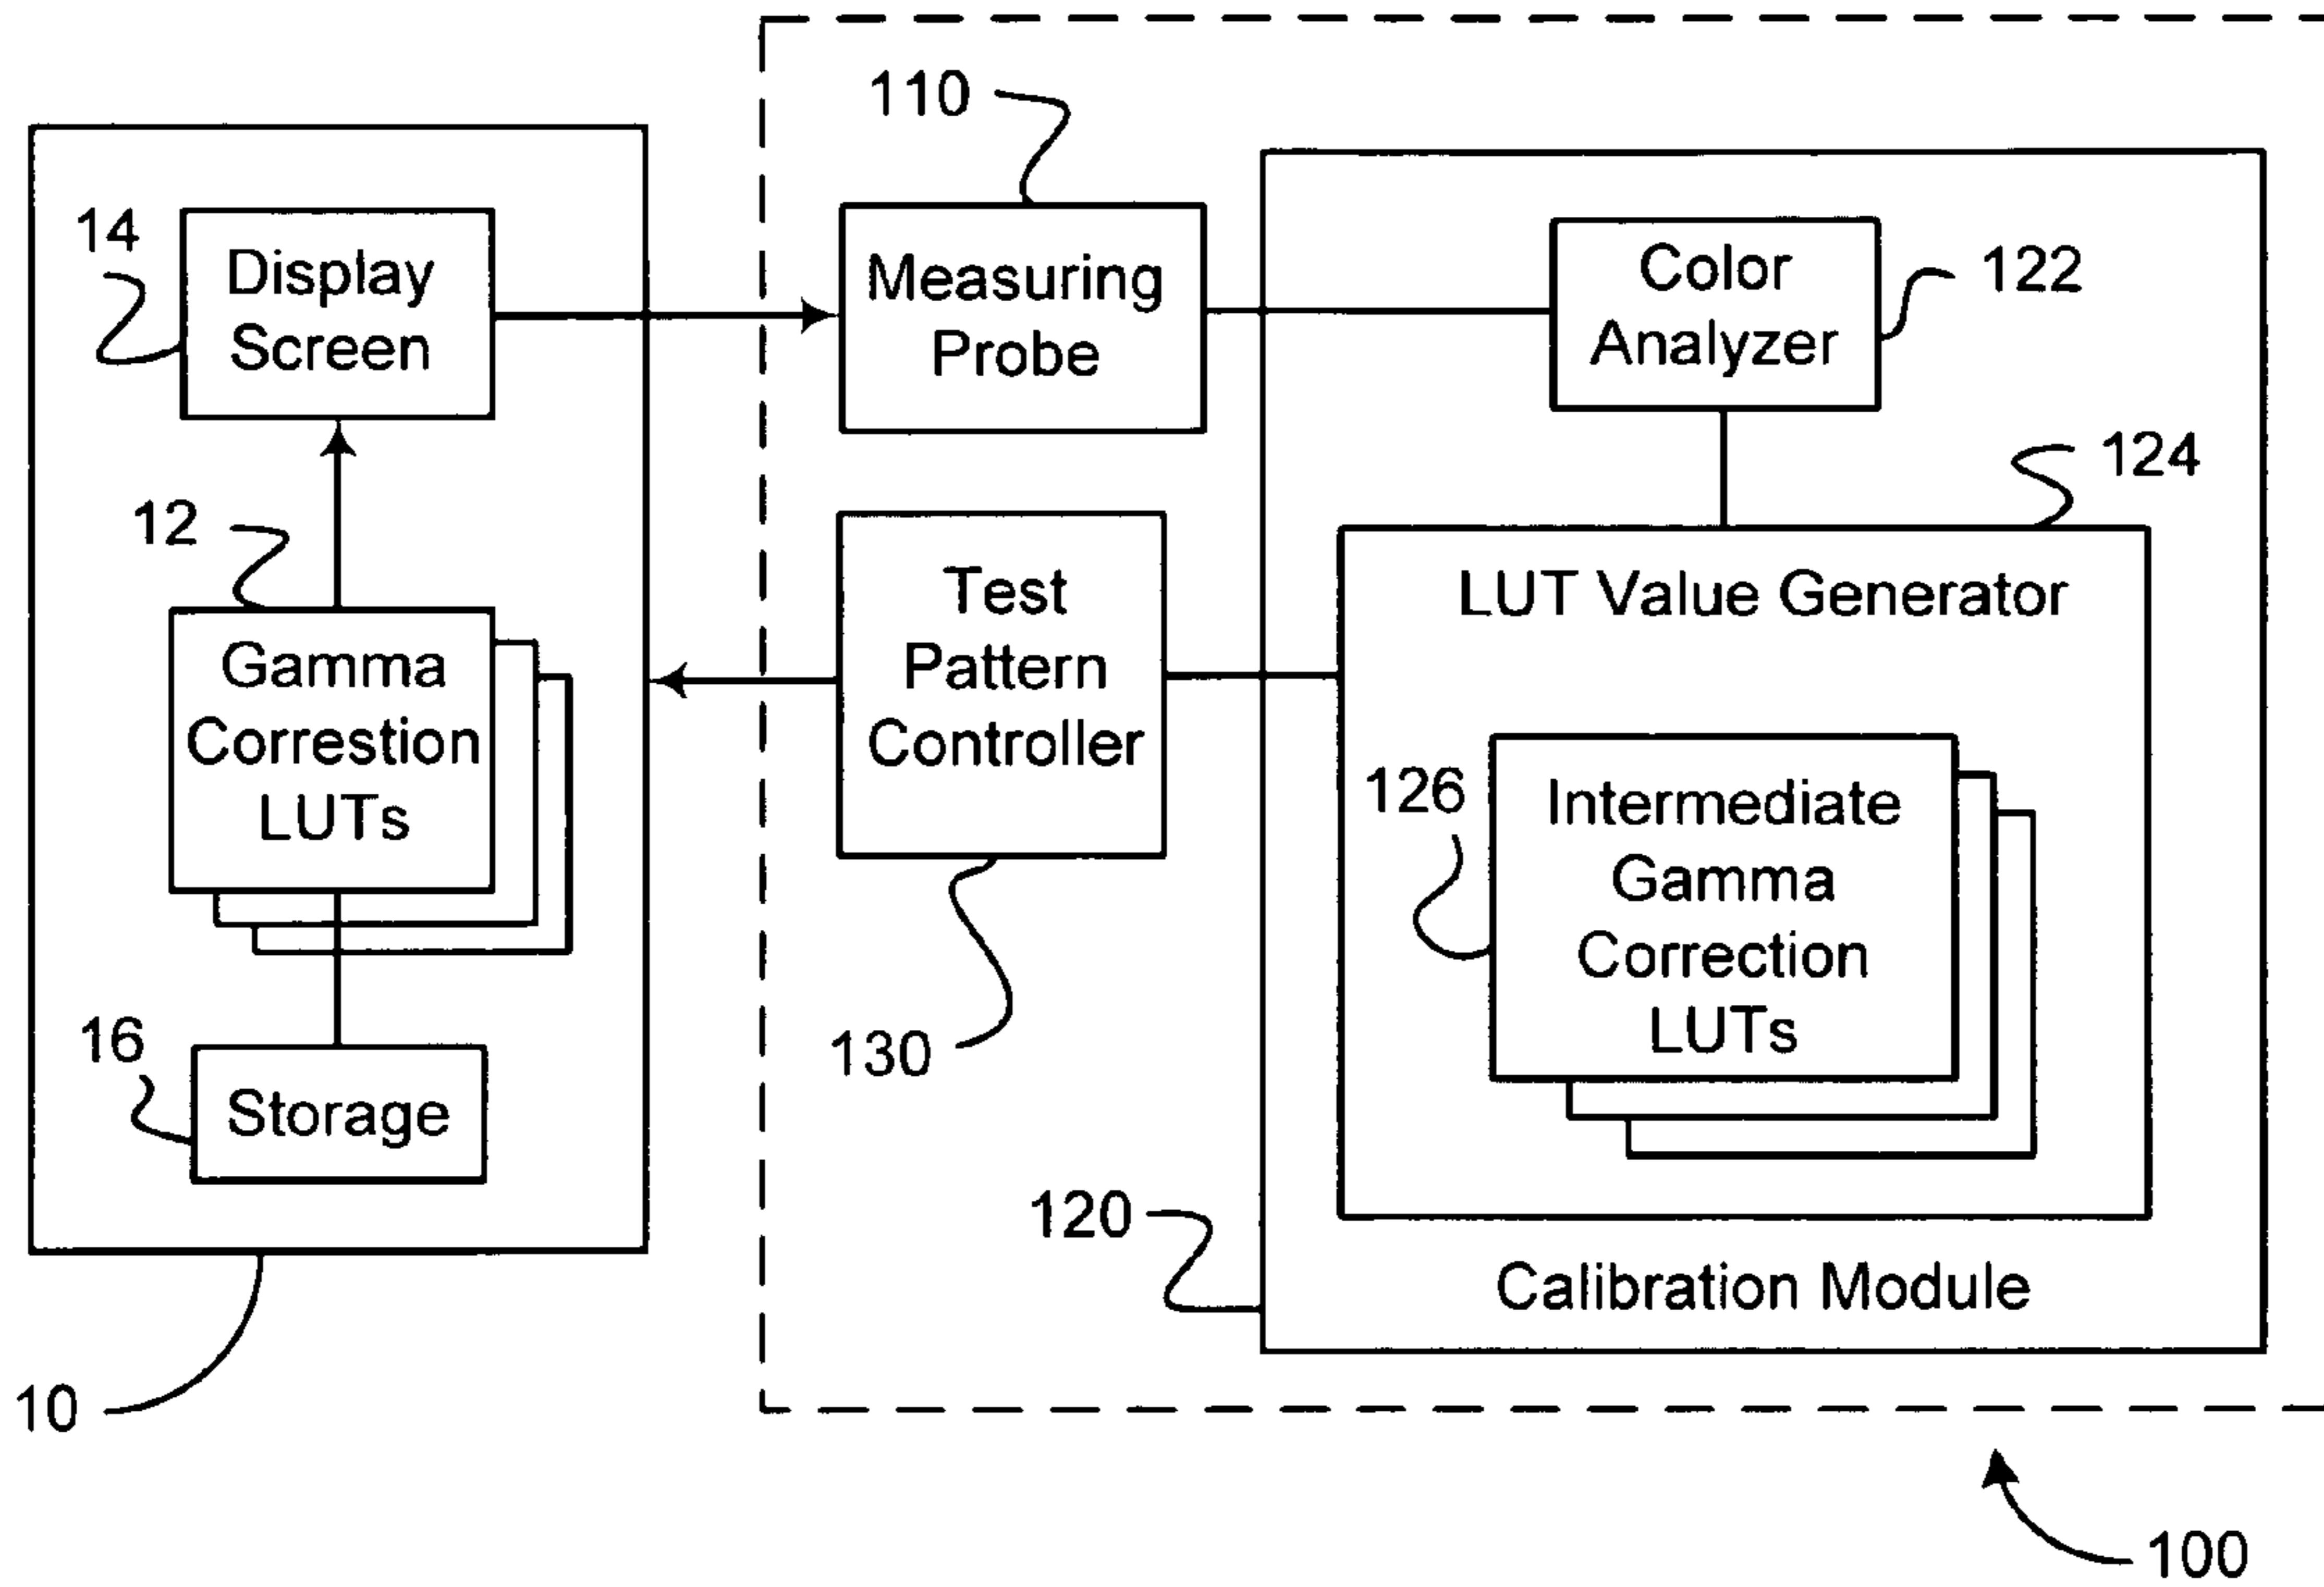 110
14
Display
Screen
Measuring
Probe
Color
Analyzer
122
124
12
Gamma
Correstion
LUTs
Test
Pattern
Controller
LUT Value Generator
126
Intermediate
Gamma
Correction
LUTs
16
Storage
130
120
Calibration Module
10
100